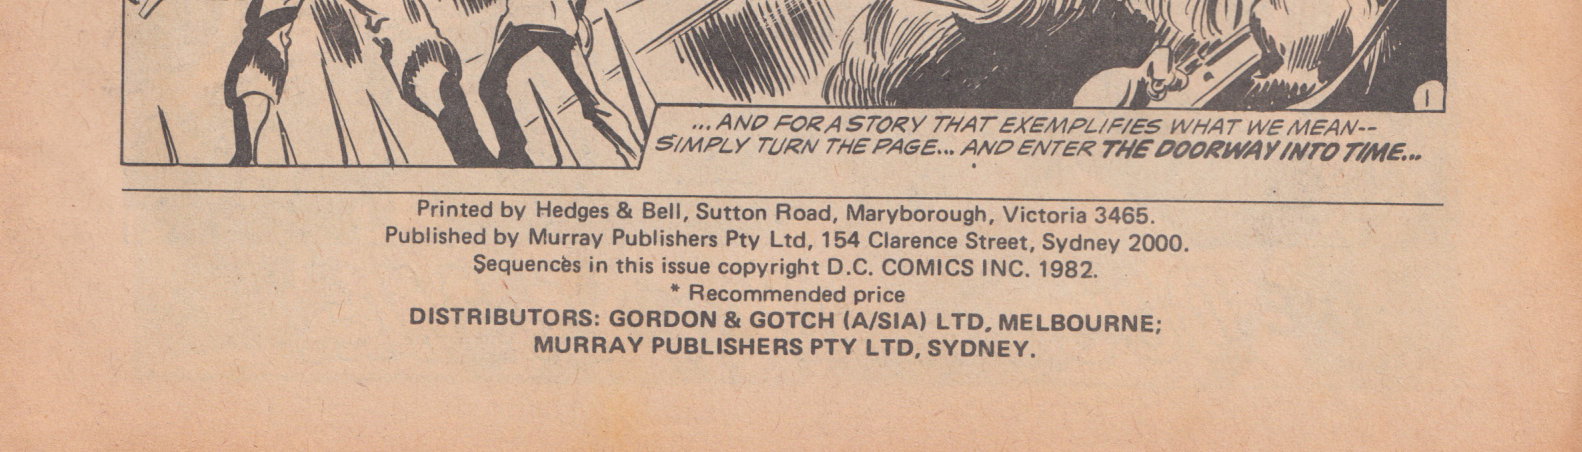 1
...AND FOR A STORY THAT EXEMPLIFIES WHAT WE MEAN--
SIMPLY TURN THE PAGE... AND ENTER THE DOORWAY INTO TIME...
Printed by Hedges & Bell, Sutton Road, Maryborough, Victoria 3465.
Published by Murray Publishers Pty Ltd, 154 Clarence Street, Sydney 2000.
Sequences in this issue copyright D.C. COMICS INC. 1982.
* Recommended price
DISTRIBUTORS: GORDON & GOTCH (A/SIA) LTD, MELBOURNE;
MURRAY PUBLISHERS PTY LTD, SYDNEY.